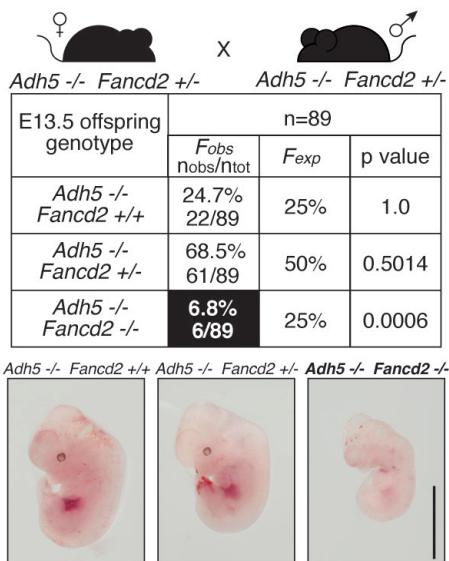 ♀ X ♂
Adh5 -/- Fancd2 +/- Adh5 -/- Fancd2 +/-
E13.5 offspring genotype n=89
Fobs nobs/ntot Fexp p value
Adh5 -/- Fancd2 +/+ 24.7% 22/89 25% 1.0
Adh5 -/- Fancd2 +/- 68.5% 61/89 50% 0.5014
Adh5 -/- Fancd2 -/- 6.8% 6/89 25% 0.0006
Adh5 -/- Fancd2 +/+ Adh5 -/- Fancd2 +/- Adh5 -/- Fancd2 -/-